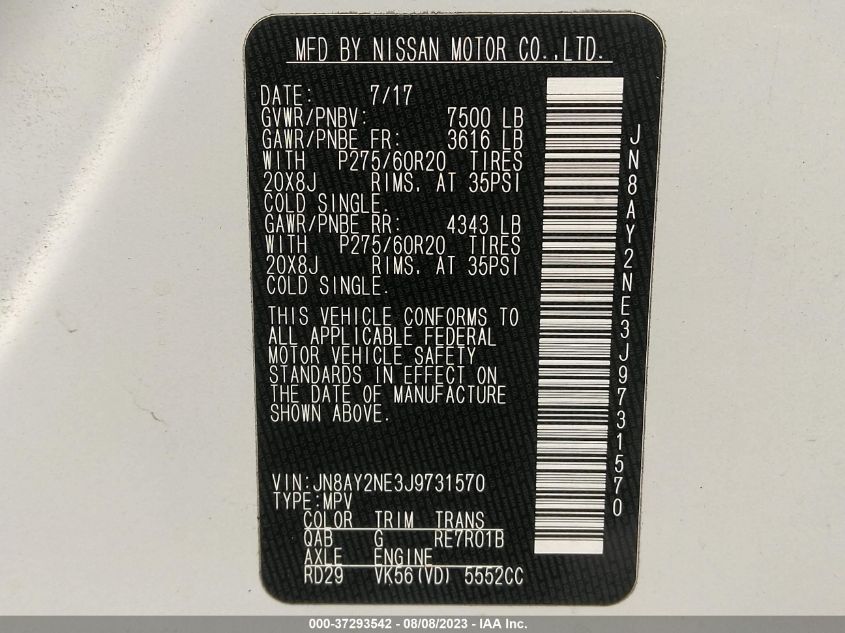 MFD BY NISSAN MOTOR CO.,LTD.
DATE: 7/17
GVWR/PNBV: 7500 LB
GAWR/PNBE FR: 3616 LB
WITH P275/60R20 TIRES
20X8J RIMS, AT 35PSI
COLD SINGLE.
GAWR/PNBE RR: 4343 LB
WITH P275/60R20 TIRES
20X8J RIMS, AT 35PSI
COLD SINGLE.
THIS VEHICLE CONFORMS TO
ALL APPLICABLE FEDERAL
MOTOR VEHICLE SAFETY
STANDARDS IN EFFECT ON
THE DATE OF MANUFACTURE
SHOWN ABOVE.
VIN:JN8AY2NE3J9731570
TYPE:MPV
COLOR TRIM TRANS
QAB G RE7R01B
AXLE ENGINE
RD29 VK56(VD) 5552CC
JN8AY2NE3J9731570
000-37293542 - 08/08/2023 - IAA Inc.